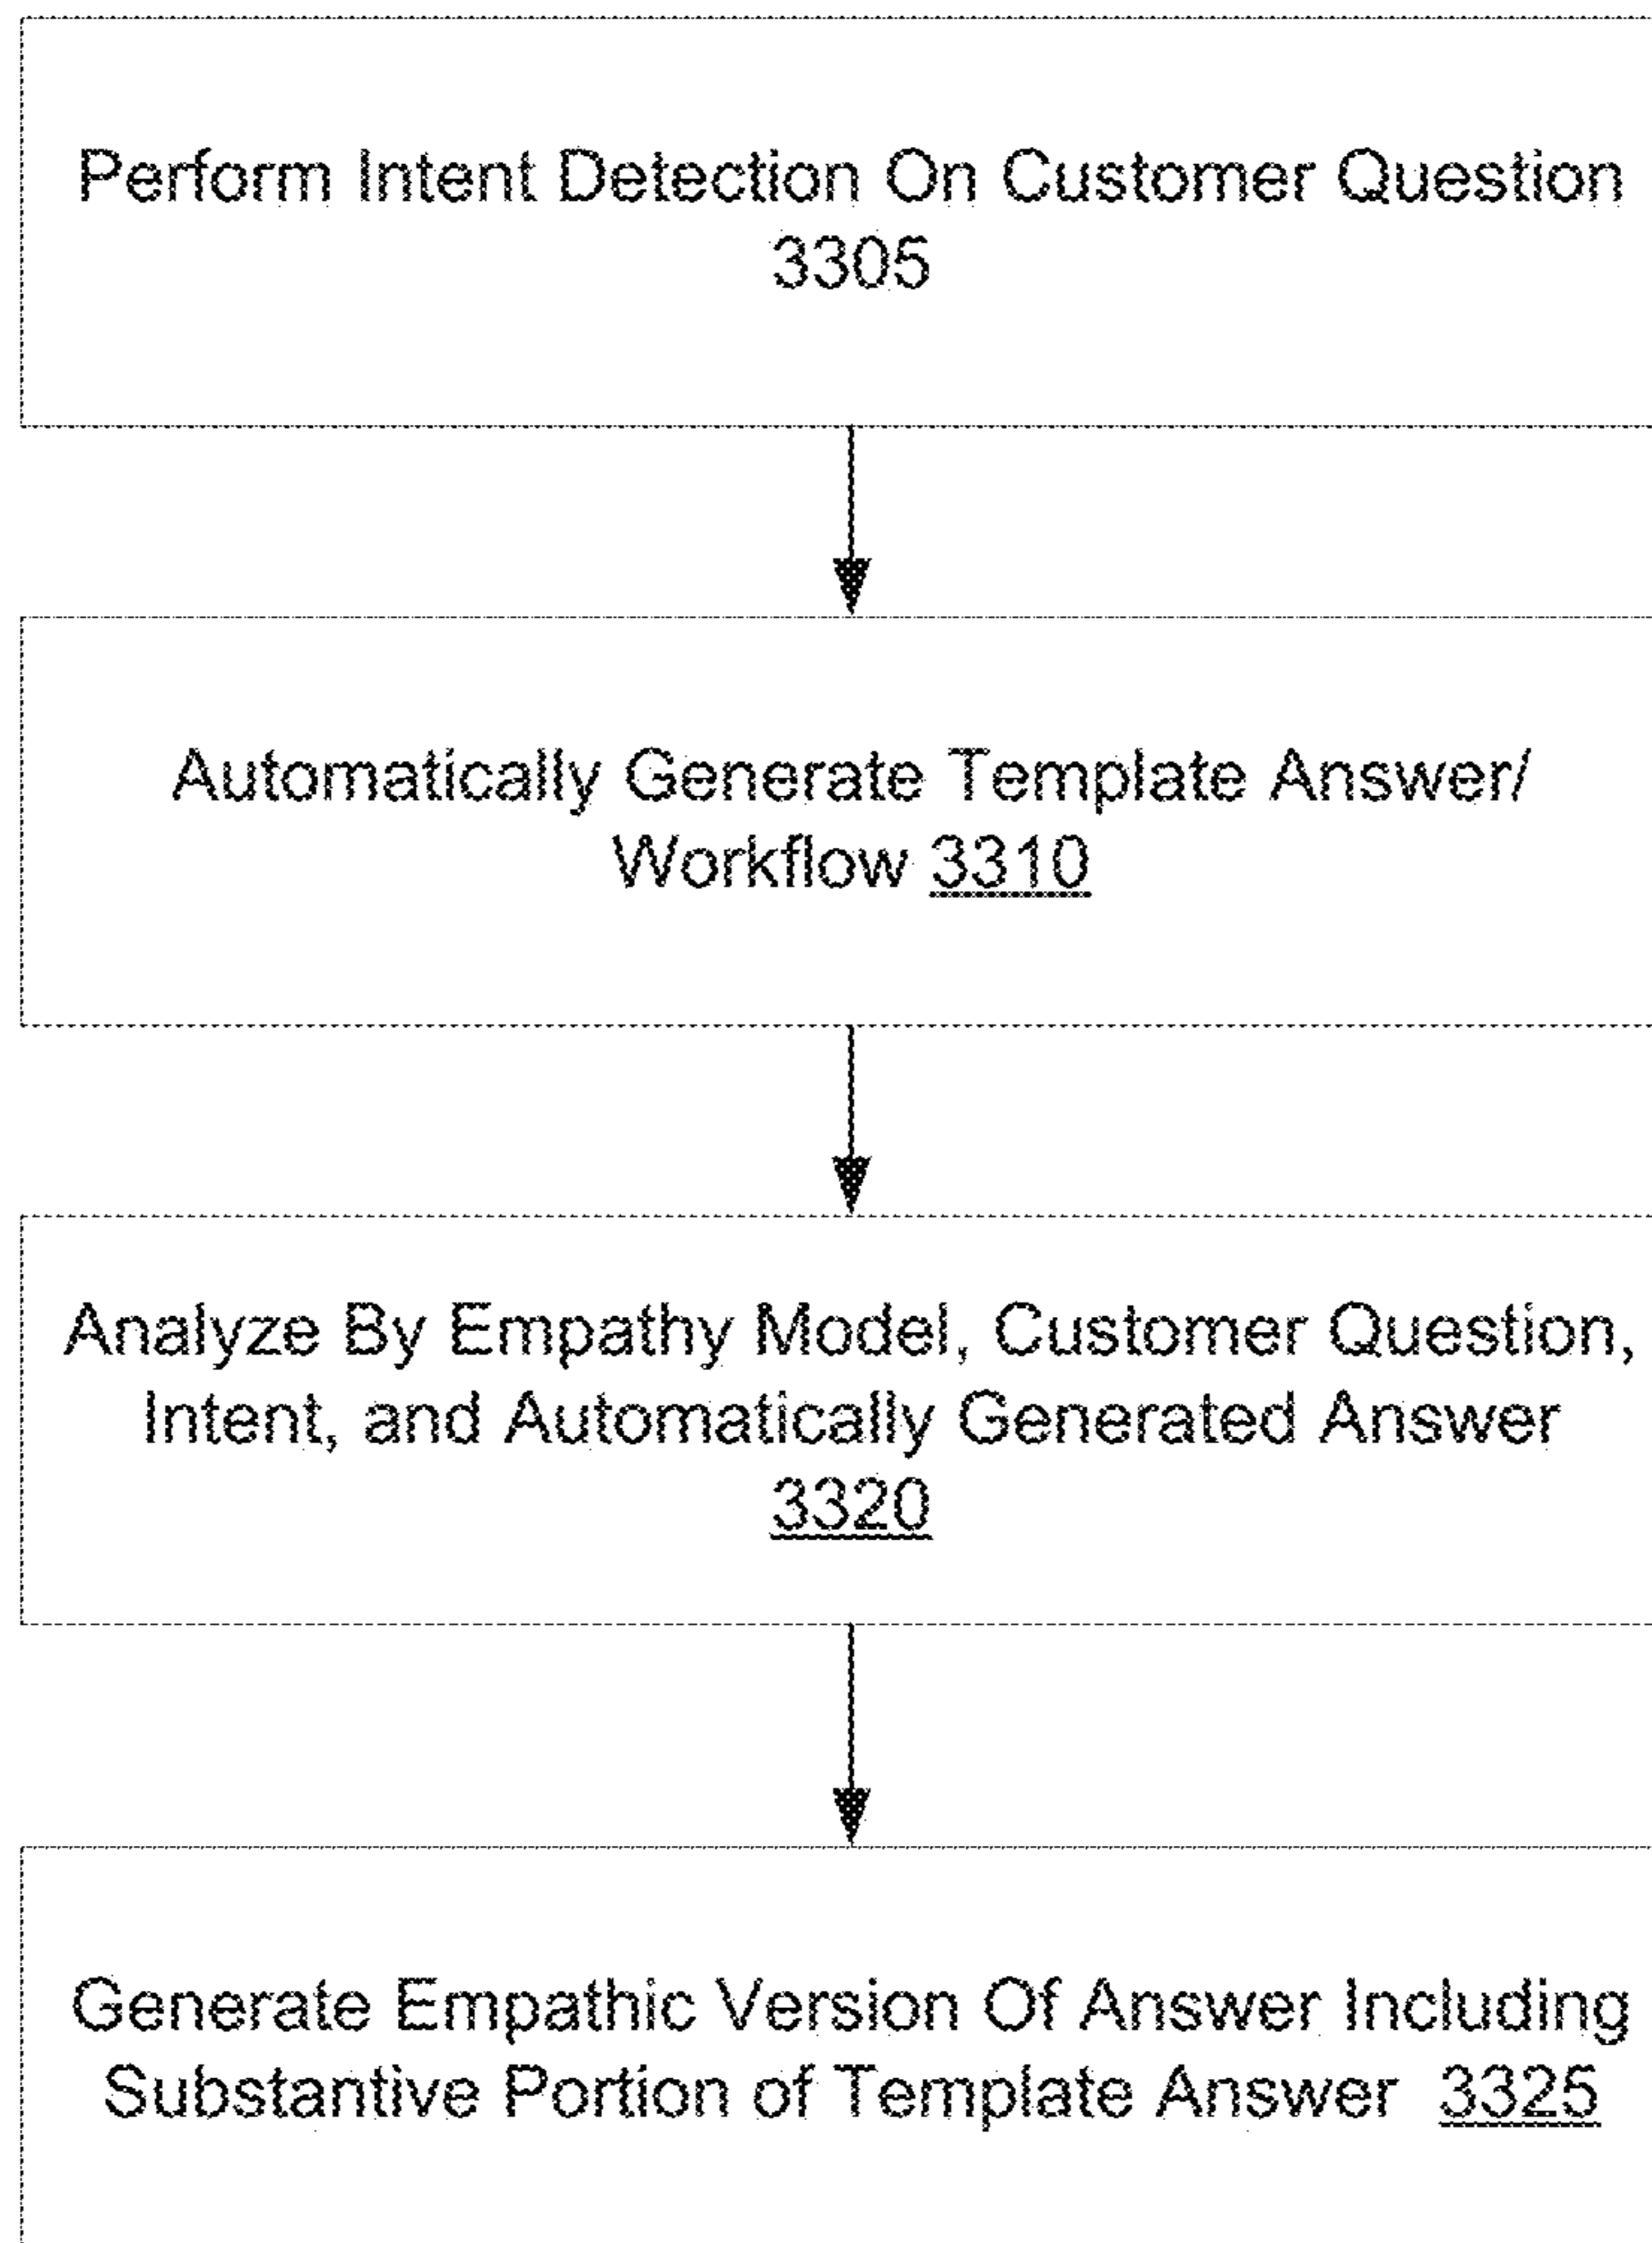 Perform Intent Detection On Customer Question
3305
Automatically Generate Template Answer/
Workflow 3310
Analyze By Empathy Model, Customer Question,
Intent, and Automatically Generated Answer
3320
Generate Empathic Version Of Answer Including
Substantive Portion of Template Answer 3325